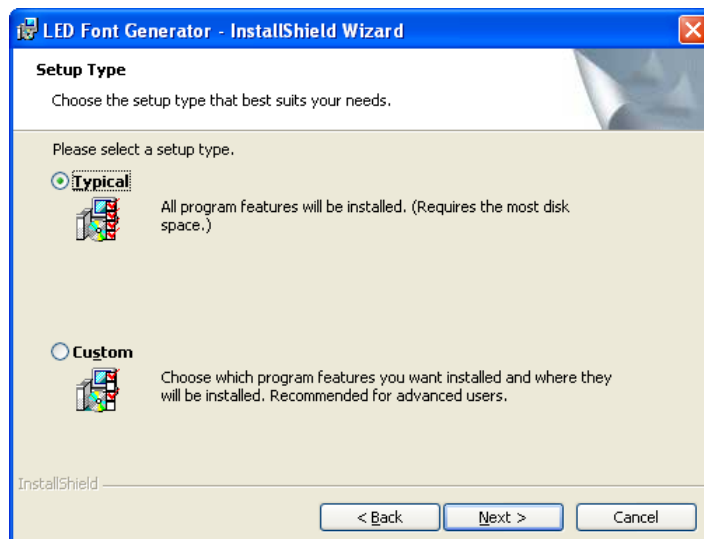 LED Font Generator - InstallShield Wizard
Setup Type
Choose the setup type that best suits your needs.
Please select a setup type.
Typical
All program features will be installed. (Requires the most disk
space.)
Custom
Choose which program features you want installed and where they
will be installed. Recommended for advanced users.
InstallShield
< Back
Next >
Cancel